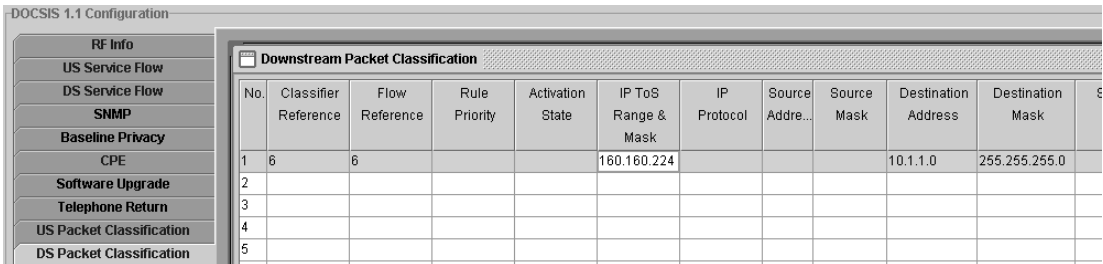 DOCSIS 1.1 Configuration
RF Info
US Service Flow
DS Service Flow
SNMP
Baseline Privacy
CPE
Software Upgrade
Telephone Return
US Packet Classification
DS Packet Classification
Downstream Packet Classification
No. Classifier Reference Flow Reference Rule Priority Activation State IP ToS Range & Mask IP Protocol Source Addre... Source Mask Destination Address Destination Mask S
1 6 6 160.160.224 10.1.1.0 255.255.255.0
2
3
4
5